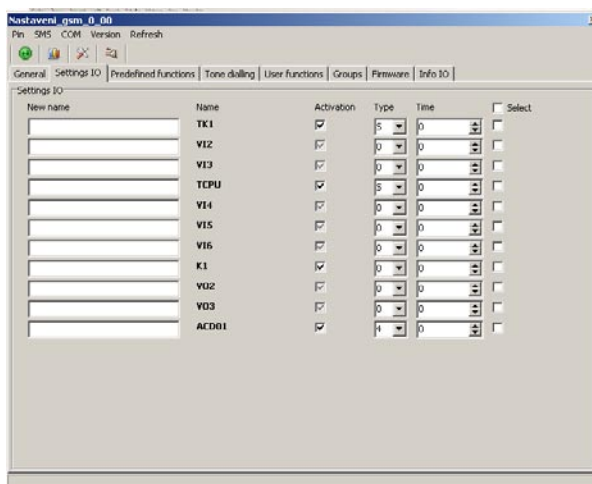 Nastaveni_gsm_0_00
Pin SMS COM Version Refresh
General Settings IO Predefined functions Tone dialling User functions Groups Firmware Info IO
Settings IO
New name Name Activation Type Time Select
TK1 5 0
VI2 0 0
VI3 0 0
TCPU 5 0
VI4 0 0
VI5 0 0
VI6 0 0
K1 0 0
VO2 0 0
VO3 0 0
ACD01 4 0